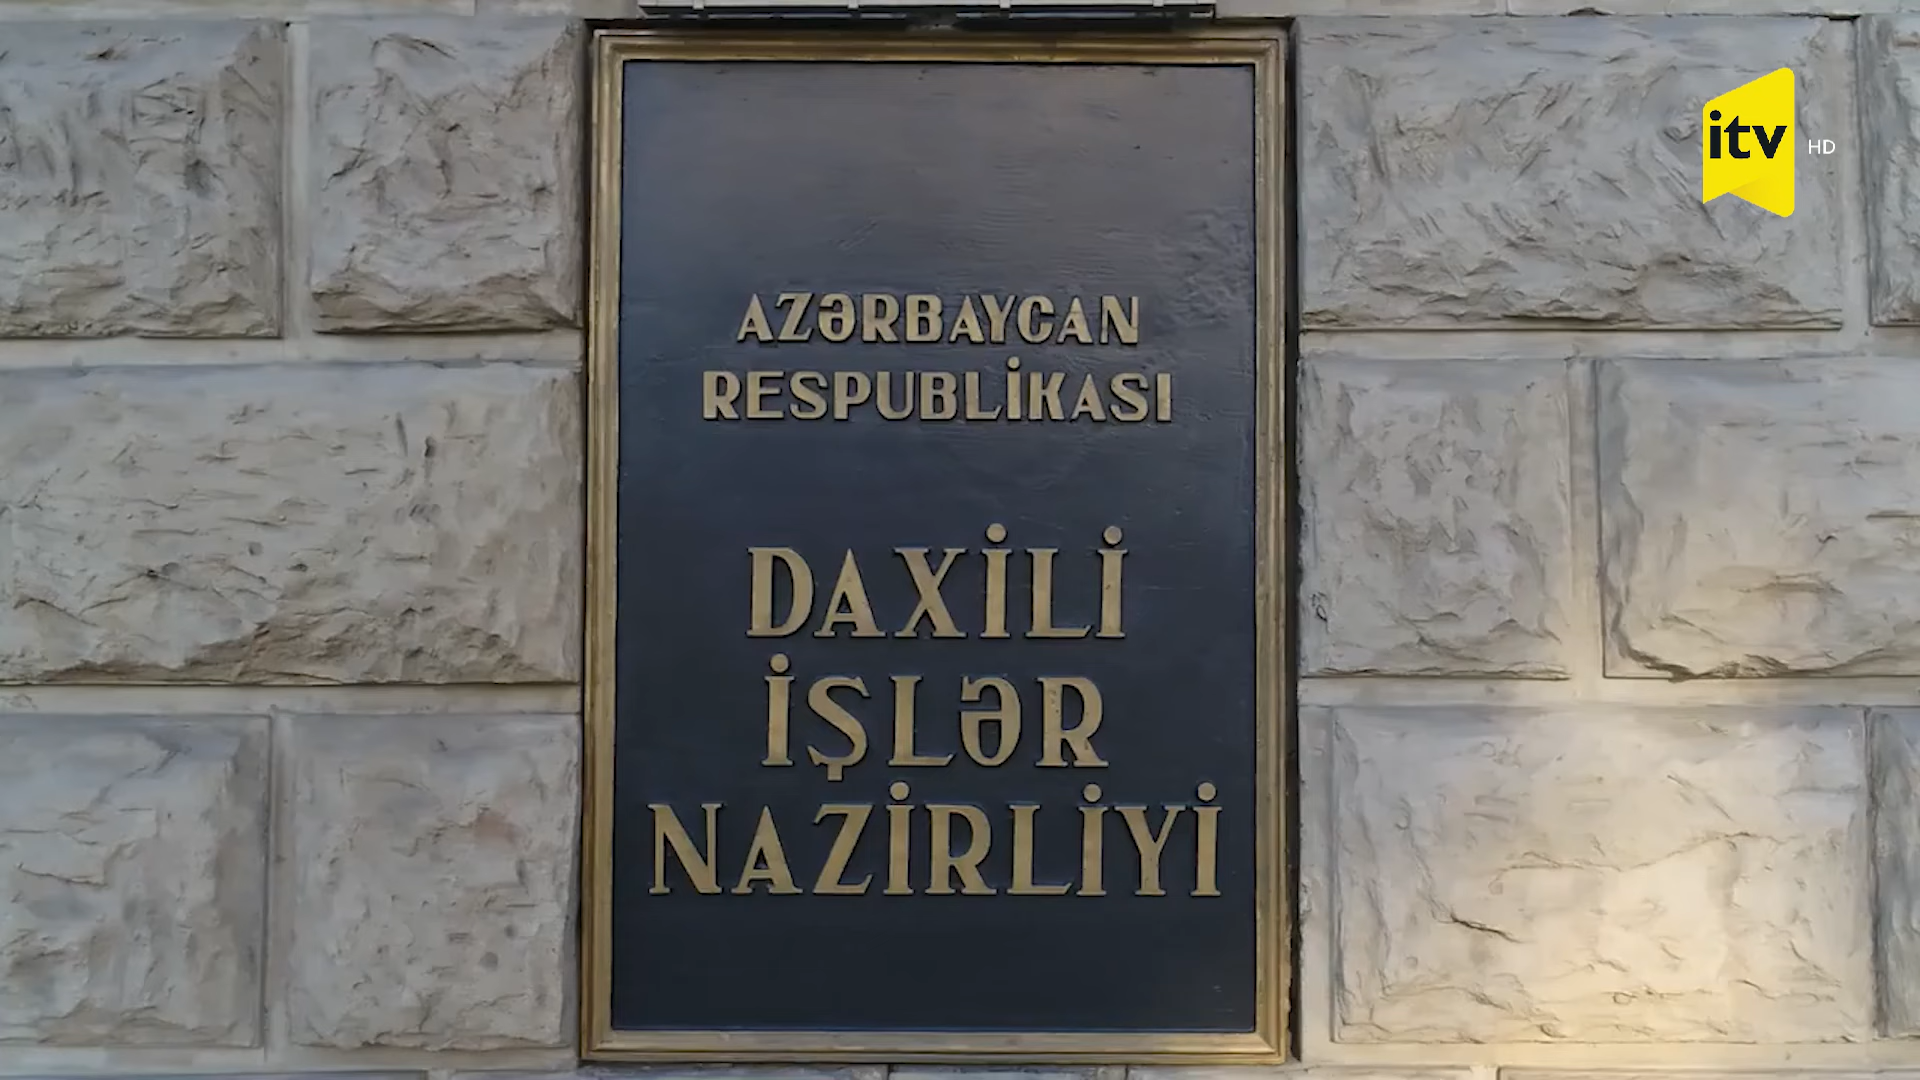 itv HD
AZƏRBAYCAN
RESPUBLİKASI
DAXİLİ
İŞLƏR
NAZİRLİYİ